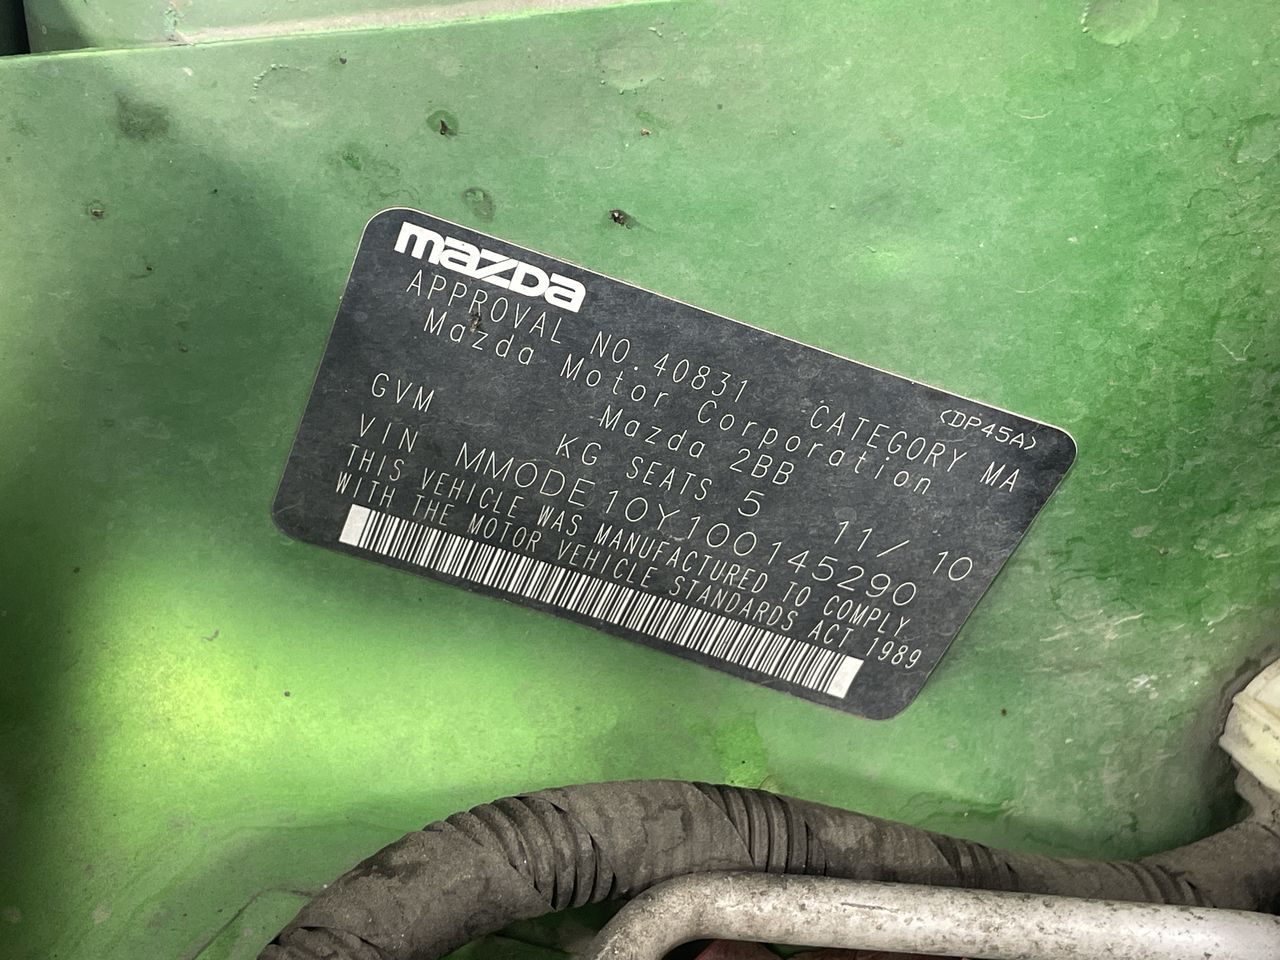 mazda
APPROVAL NO. 40831 CATEGORY MA
<DP45A>
Mazda Motor Corporation
Mazda 2BB
GVM KG SEATS 5 11/ 10
VIN MM0DE10Y100145290
THIS VEHICLE WAS MANUFACTURED TO COMPLY
WITH THE MOTOR VEHICLE STANDARDS ACT 1989